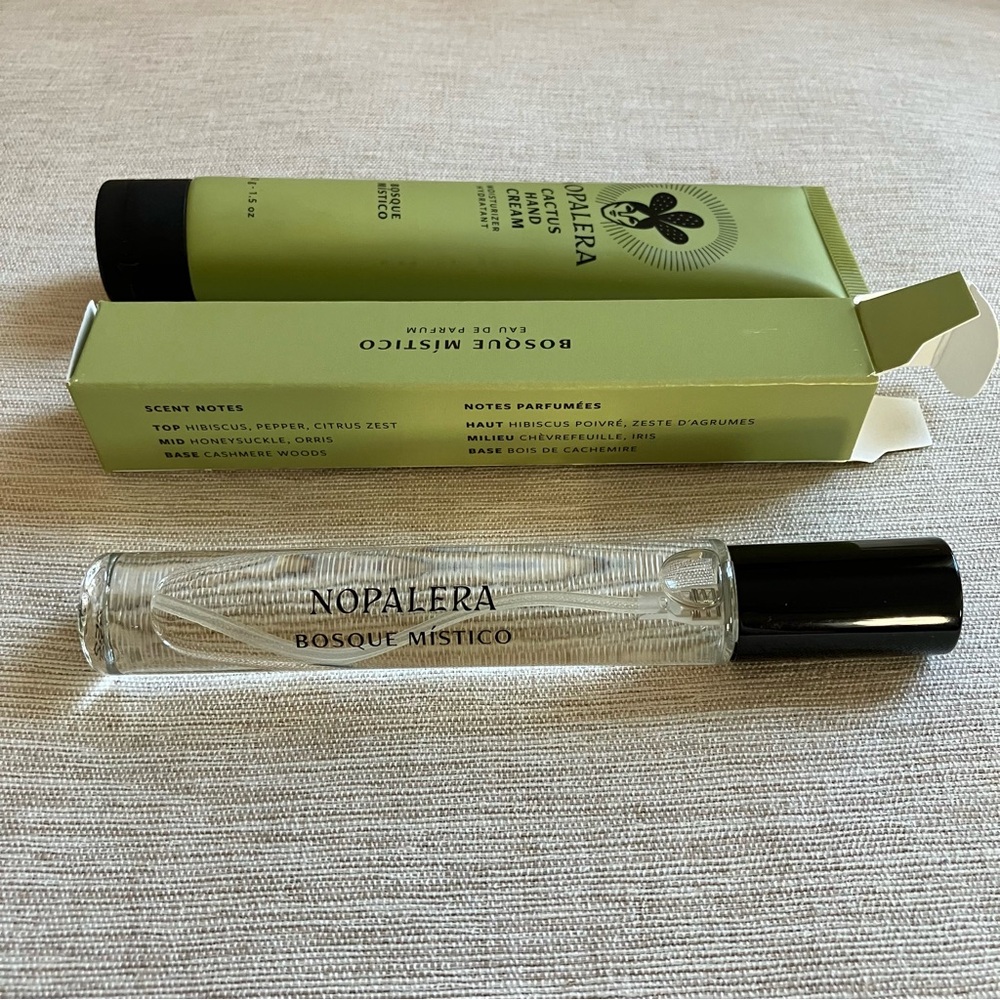 NOPALERA
CACTUS
HAND
CREAM
MOISTURIZER
HYDRATANT
BOSQUE
MÍSTICO
1.5 oz
BOSQUE MÍSTICO
EAU DE PARFUM
SCENT NOTES
TOP HIBISCUS, PEPPER, CITRUS ZEST
MID HONEYSUCKLE, ORRIS
BASE CASHMERE WOODS
NOTES PARFUMÉES
HAUT HIBISCUS POIVRÉ, ZESTE D'AGRUMES
MILIEU CHÈVREFEUILLE, IRIS
BASE BOIS DE CACHEMIRE
NOPALERA
BOSQUE MÍSTICO